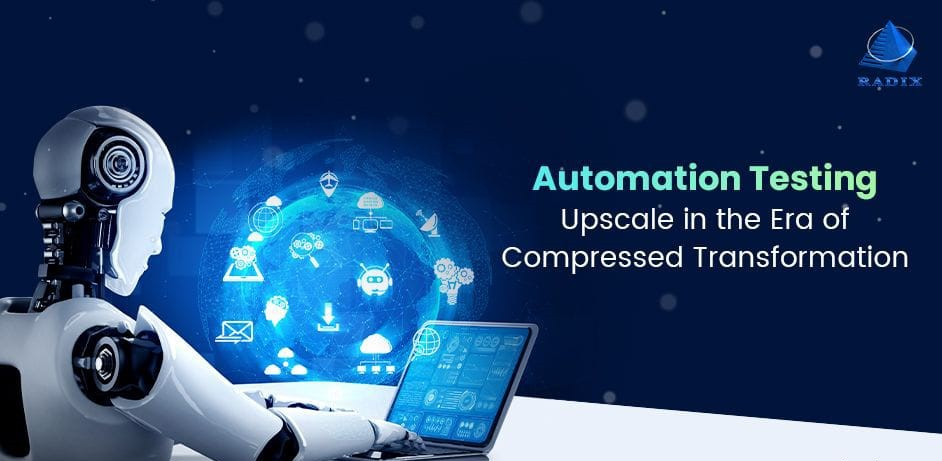 RADIX
Automation Testing
Upscale in the Era of
Compressed Transformation